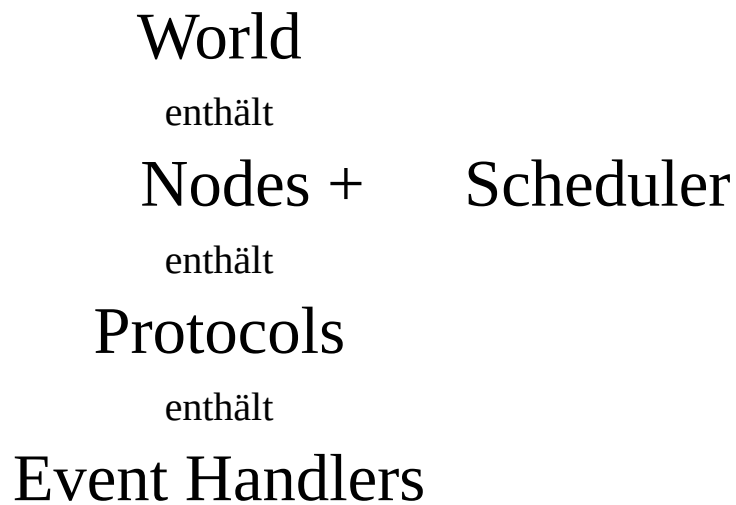 World
enthält
Nodes + Scheduler
enthält
Protocols
enthält
Event Handlers